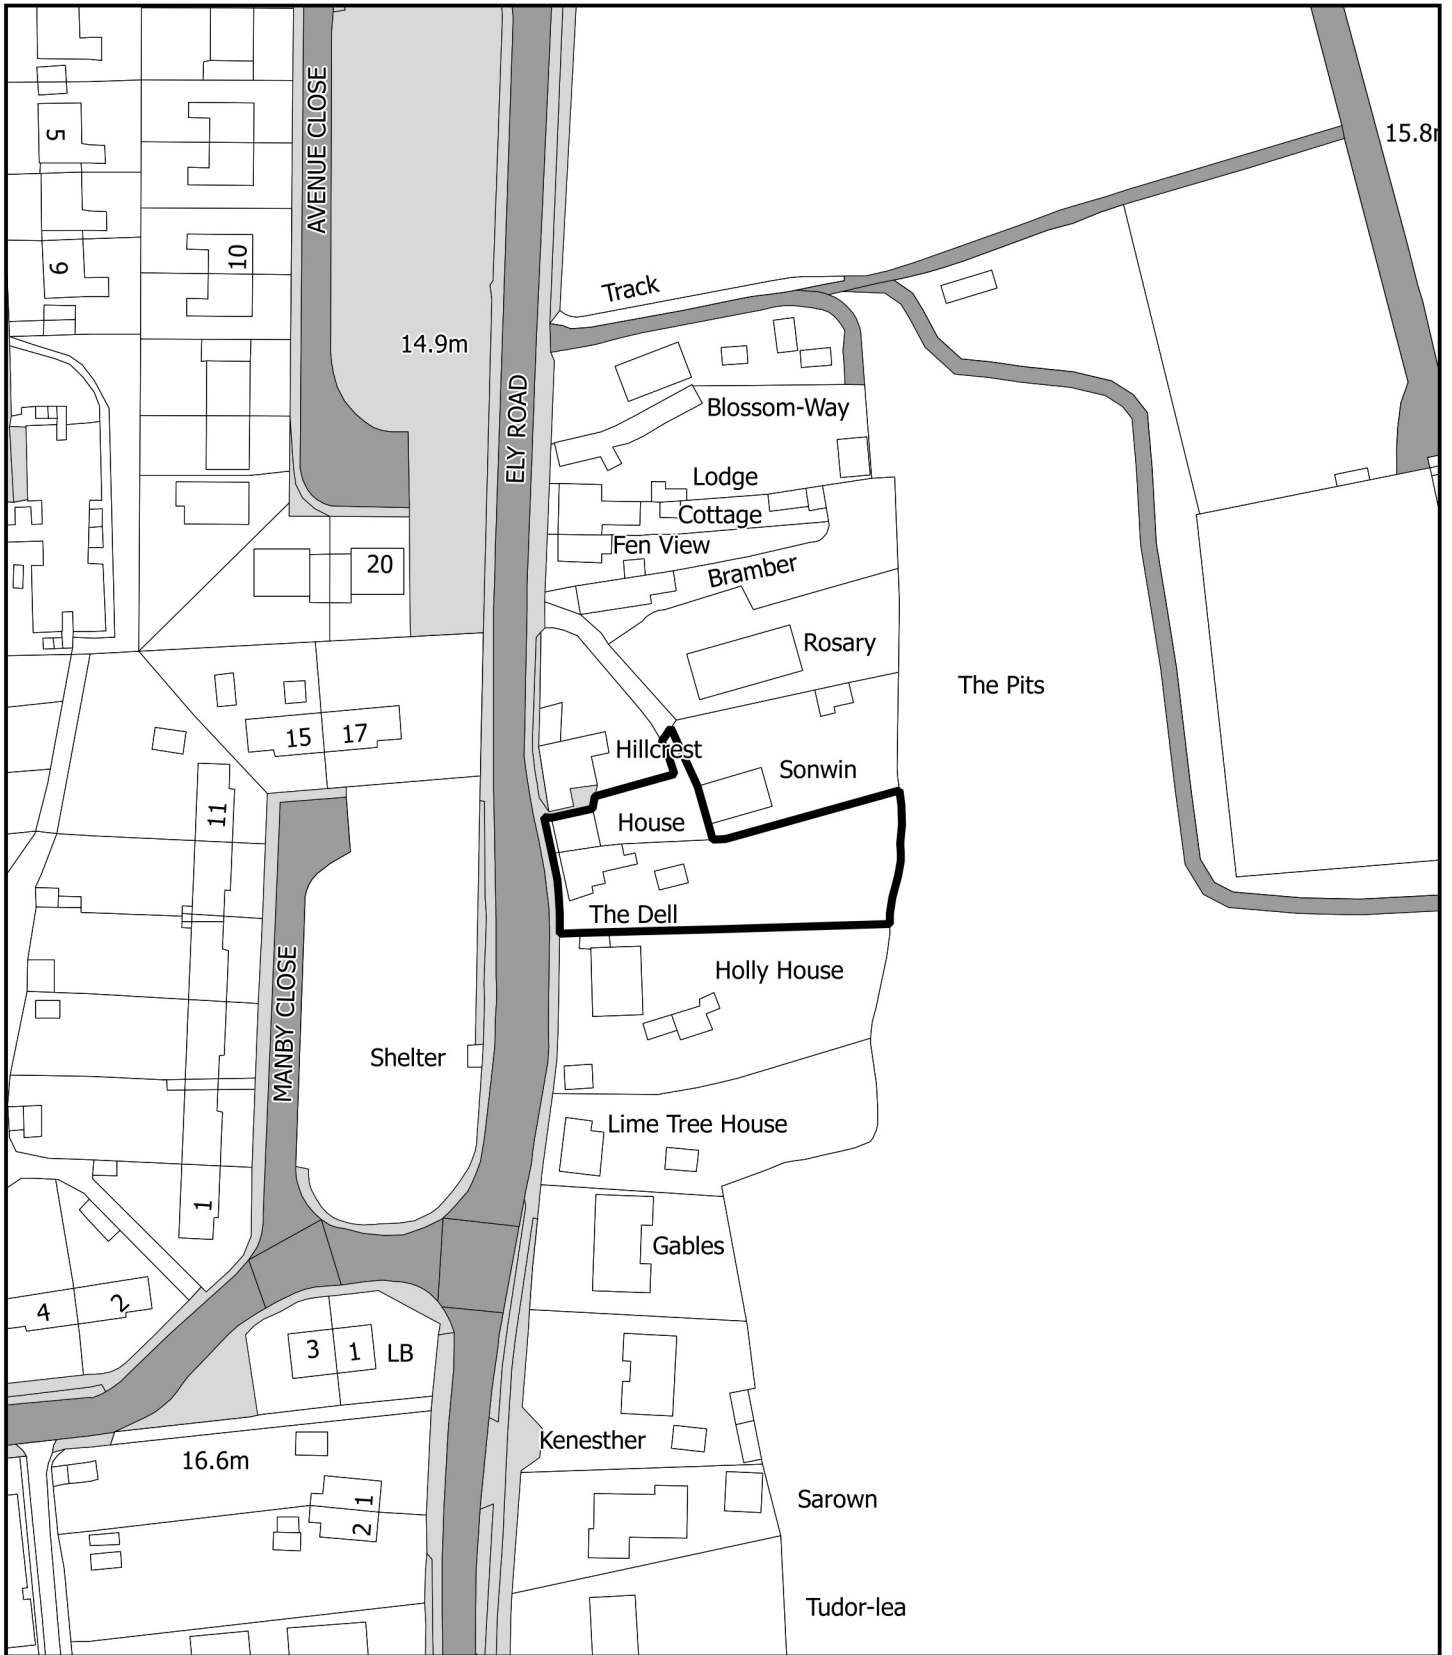 5
AVENUE CLOSE
15.8
9
10
Track
14.9m
ELY ROAD
Blossom-Way
Lodge
Cottage
Fen View
20
Bramber
Rosary
The Pits
15
17
Hillcrest
Sonwin
11
House
The Dell
Holly House
MANBY CLOSE
Shelter
Lime Tree House
1
Gables
4
2
3
1
LB
16.6m
Kenesther
1
2
Sarown
Tudor-lea